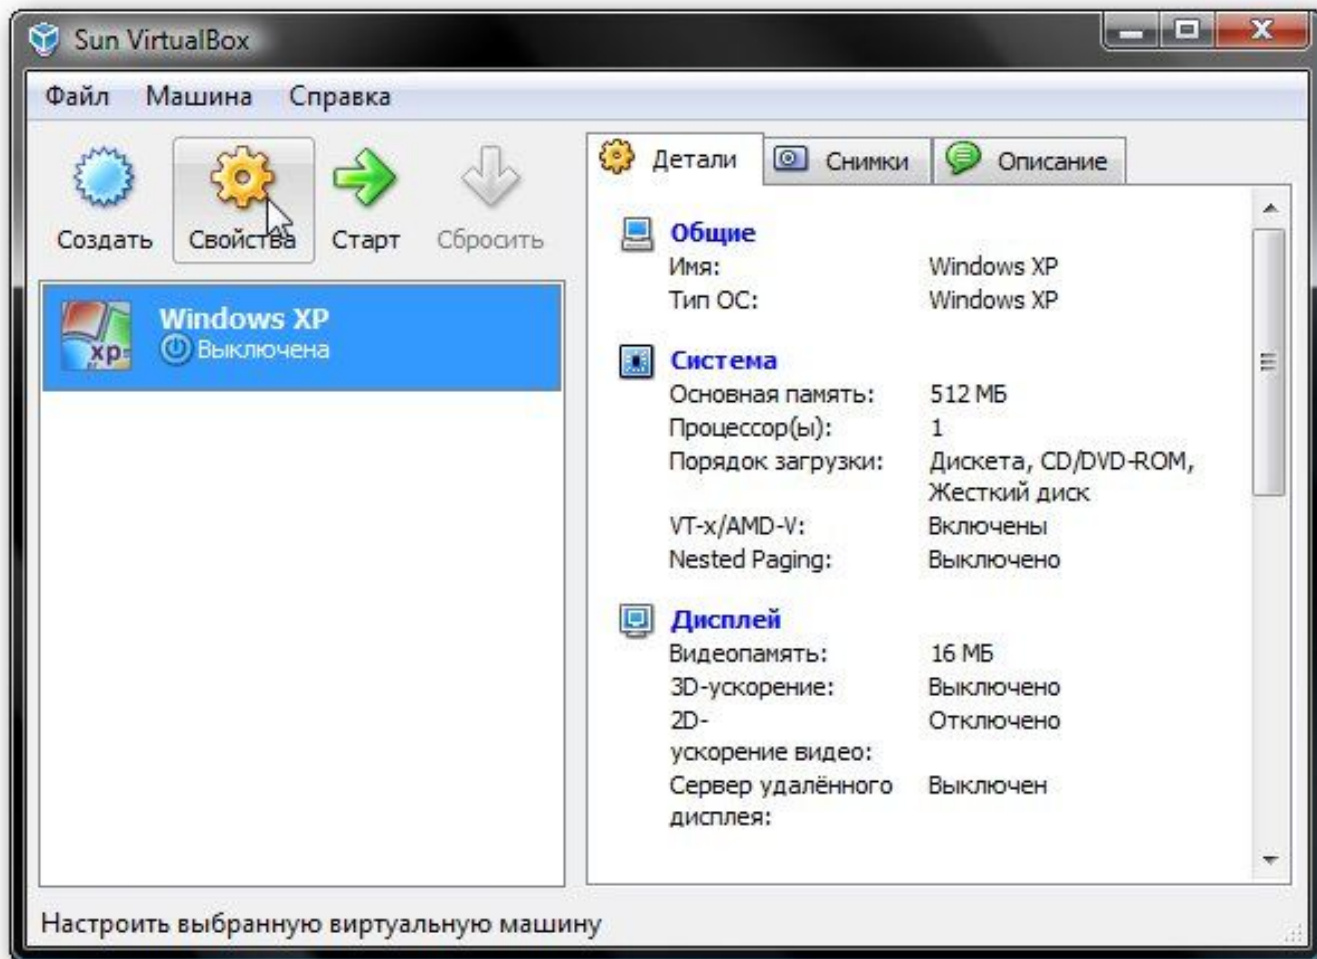 Sun VirtualBox
Файл Машина Справка
Создать Свойства Старт Сбросить
Windows XP
Выключена
xp
Детали Снимки Описание
Общие
Имя: Windows XP
Тип ОС: Windows XP
Система
Основная память: 512 МБ
Процессор(ы): 1
Порядок загрузки: Дискета, CD/DVD-ROM,
Жесткий диск
VT-x/AMD-V: Включены
Nested Paging: Выключено
Дисплей
Видеопамять: 16 МБ
3D-ускорение: Выключено
2D- Отключено
ускорение видео:
Сервер удалённого Выключен
дисплея:
Настроить выбранную виртуальную машину